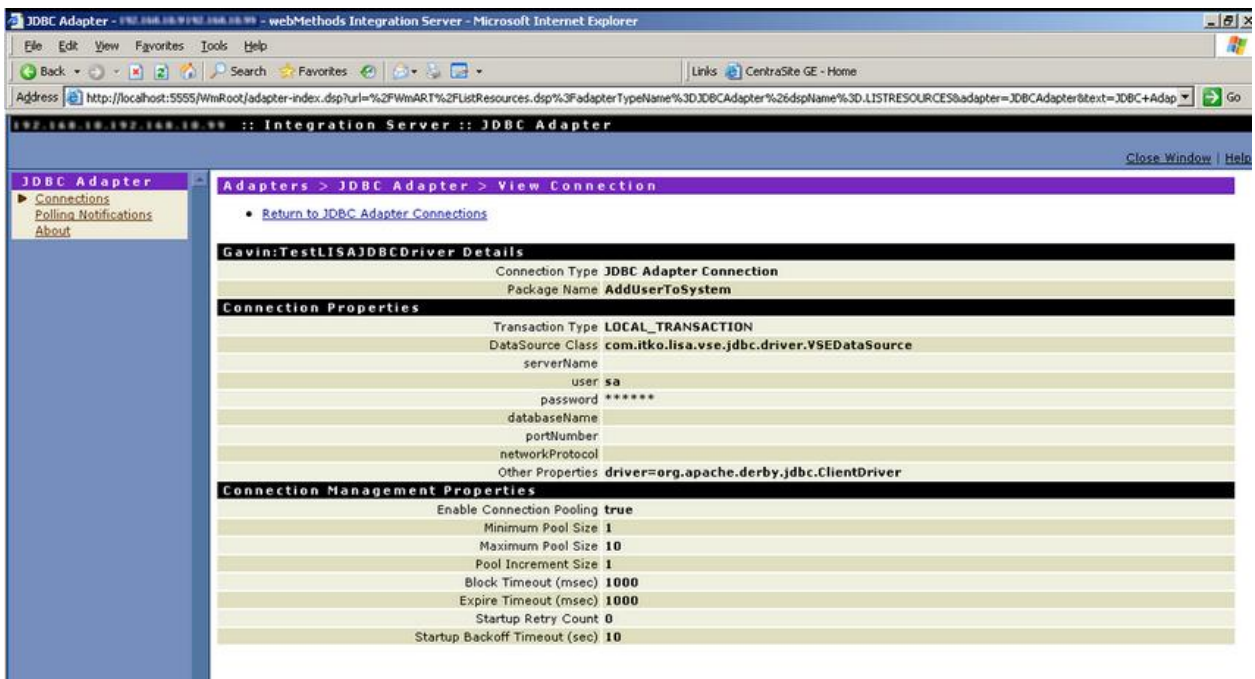 JDBC Adapter - - webMethods Integration Server - Microsoft Internet Explorer
File Edit View Favorites Tools Help
Back Search Favorites Links CentraSite GE - Home
Address http://localhost:5555/WmRoot/adapter-index.dsp?url=%2FWmART%2FListResources.dsp%3FadapterTypeName%3DJDBCAdapter%26dspName%3D.LISTRESOURCES&adapter=JDBCAdapter&text=JDBC+Adap Go
:: Integration Server :: JDBC Adapter
Close Window | Help
JDBC Adapter
Connections
Polling Notifications
About
Adapters > JDBC Adapter > View Connection
Return to JDBC Adapter Connections
Gavin:TestLISAJDBCDriver Details
Connection Type JDBC Adapter Connection
Package Name AddUserToSystem
Connection Properties
Transaction Type LOCAL_TRANSACTION
DataSource Class com.itko.lisa.vse.jdbc.driver.VSEDataSource
serverName
user sa
password ******
databaseName
portNumber
networkProtocol
Other Properties driver=org.apache.derby.jdbc.ClientDriver
Connection Management Properties
Enable Connection Pooling true
Minimum Pool Size 1
Maximum Pool Size 10
Pool Increment Size 1
Block Timeout (msec) 1000
Expire Timeout (msec) 1000
Startup Retry Count 0
Startup Backoff Timeout (sec) 10